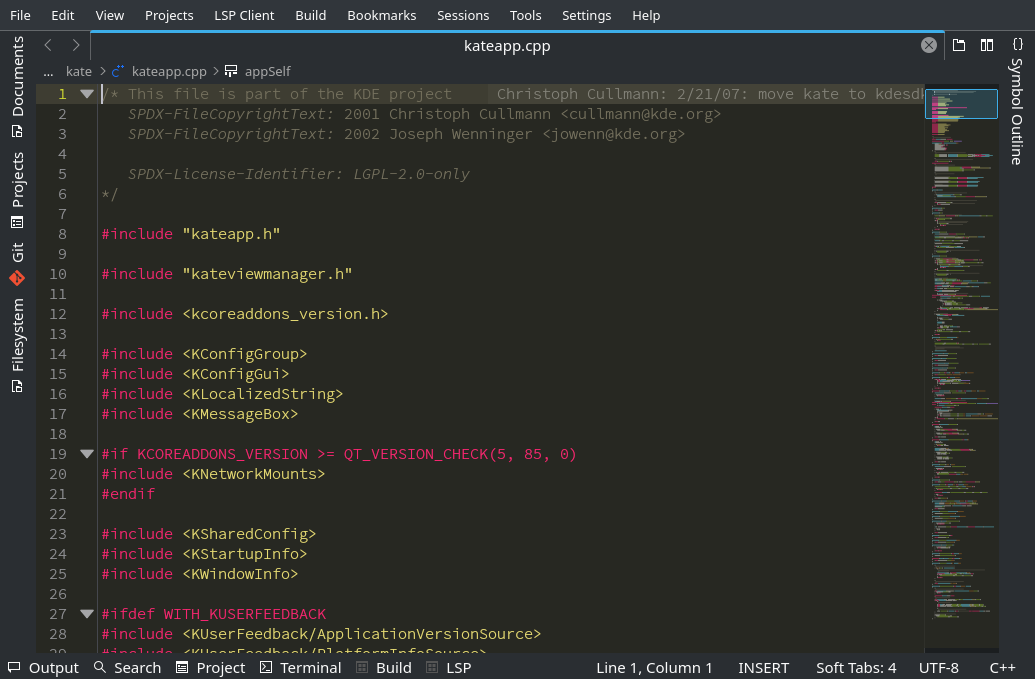 File Edit View Projects LSP Client Build Bookmarks Sessions Tools Settings Help
kateapp.cpp
... kate > kateapp.cpp > appSelf
Documents
Projects
Git
Filesystem
Symbol Outline
1 /* This file is part of the KDE project Christoph Cullmann: 2/21/07: move kate to
2 SPDX-FileCopyrightText: 2001 Christoph Cullmann <cullmann@kde.org>
3 SPDX-FileCopyrightText: 2002 Joseph Wenninger <jowenn@kde.org>
4
5 SPDX-License-Identifier: LGPL-2.0-only
6 */
7
8 #include "kateapp.h"
9
10 #include "kateviewmanager.h"
11
12 #include <kcoreaddons_version.h>
13
14 #include <KConfigGroup>
15 #include <KConfigGui>
16 #include <KLocalizedString>
17 #include <KMessageBox>
18
19 #if KCOREADDONS_VERSION >= QT_VERSION_CHECK(5, 85, 0)
20 #include <KNetworkMounts>
21 #endif
22
23 #include <KSharedConfig>
24 #include <KStartupInfo>
25 #include <KWindowInfo>
26
27 #ifdef WITH_KUSERFEEDBACK
28 #include <KUserFeedback/ApplicationVersionSource>
29 #include <KUserFeedback/PlatformInfoSource>
Output Search Project Terminal Build LSP Line 1, Column 1 INSERT Soft Tabs: 4 UTF-8 C++